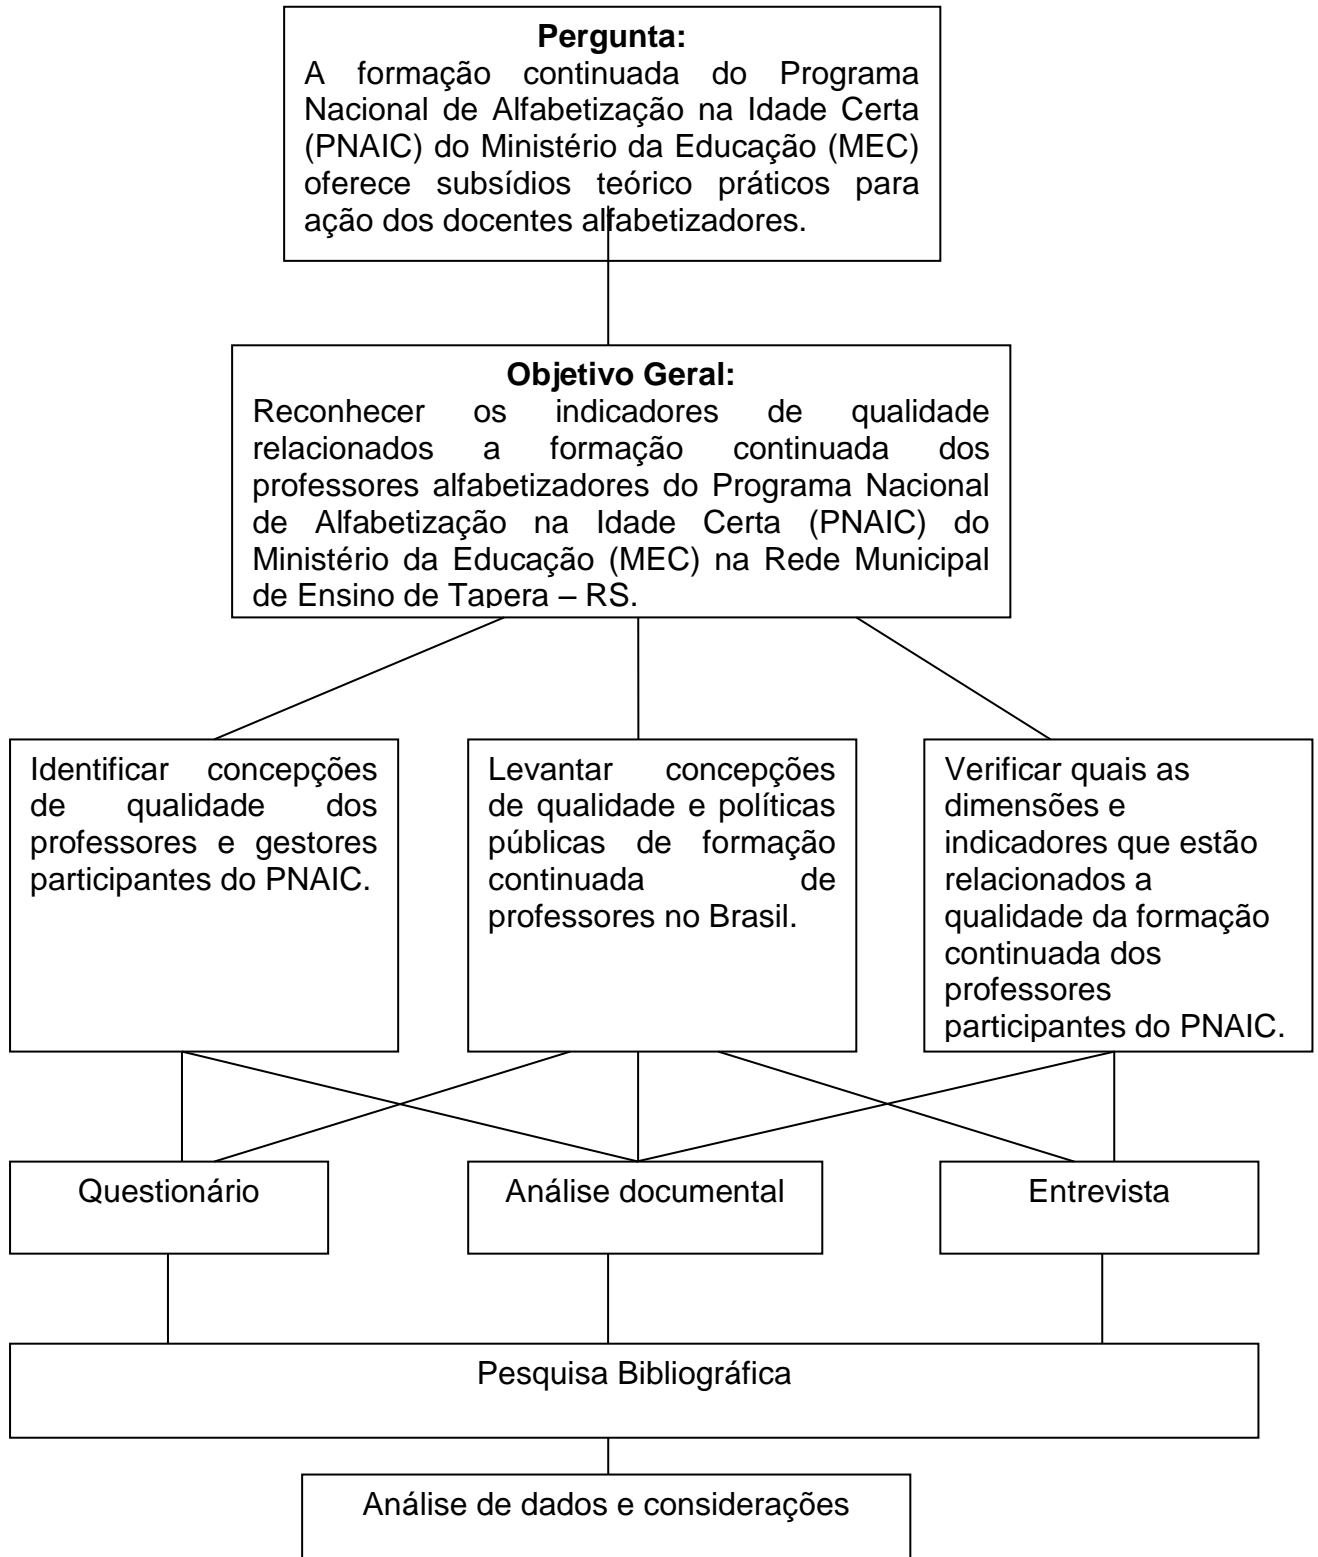 Pergunta:
A formação continuada do Programa
Nacional de Alfabetização na Idade Certa
(PNAIC) do Ministério da Educação (MEC)
oferece subsídios teórico práticos para
ação dos docentes alfabetizadores.
Objetivo Geral:
Reconhecer os indicadores de qualidade
relacionados a formação continuada dos
professores alfabetizadores do Programa Nacional
de Alfabetização na Idade Certa (PNAIC) do
Ministério da Educação (MEC) na Rede Municipal
de Ensino de Tapera – RS.
Identificar concepções
de qualidade dos
professores e gestores
participantes do PNAIC.
Levantar concepções
de qualidade e políticas
públicas de formação
continuada de
professores no Brasil.
Verificar quais as
dimensões e
indicadores que estão
relacionados a
qualidade da formação
continuada dos
professores
participantes do PNAIC.
Questionário
Análise documental
Entrevista
Pesquisa Bibliográfica
Análise de dados e considerações